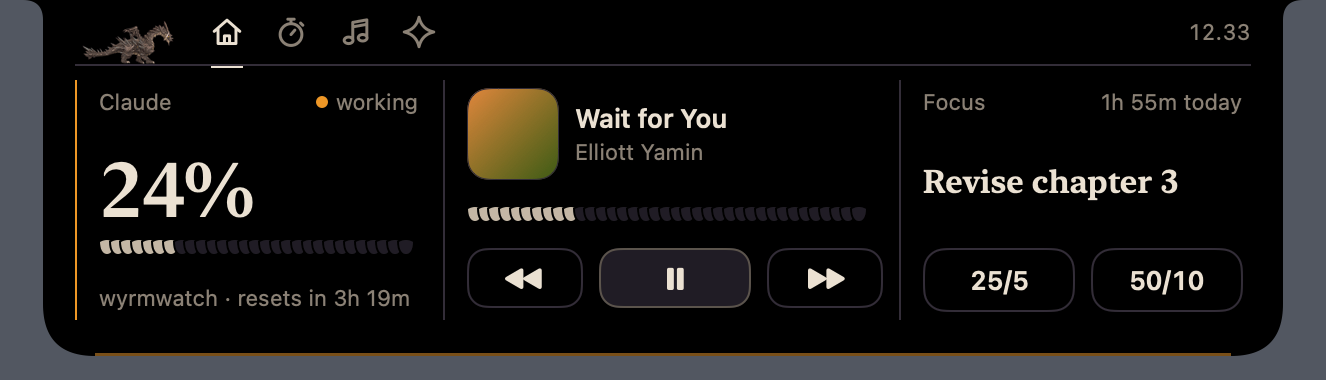 12.33
Claude
working
24%
wyrmwatch · resets in 3h 19m
Wait for You
Elliott Yamin
Focus
1h 55m today
Revise chapter 3
25/5
50/10